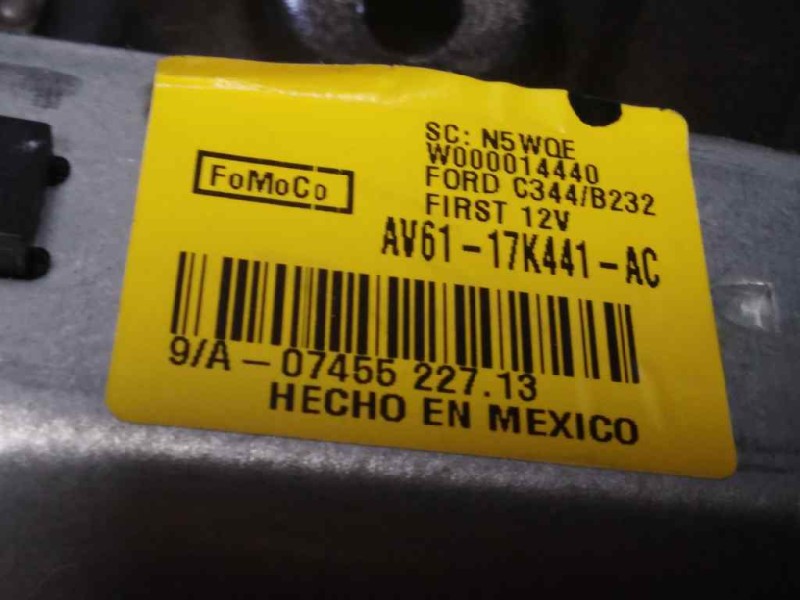 SC: N5WQE
W000014440
FORD C344/B232
FIRST 12V
FoMoCo
AV61-17K441-AC
9/A-07455 227.13
HECHO EN MEXICO